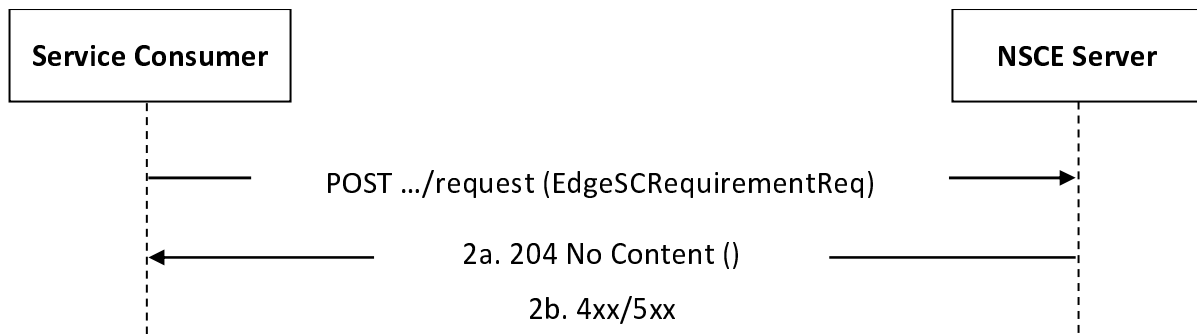 Service Consumer
NSCE Server
POST .../request (EdgeSCRequirementReq)
2a. 204 No Content ()
2b. 4xx/5xx